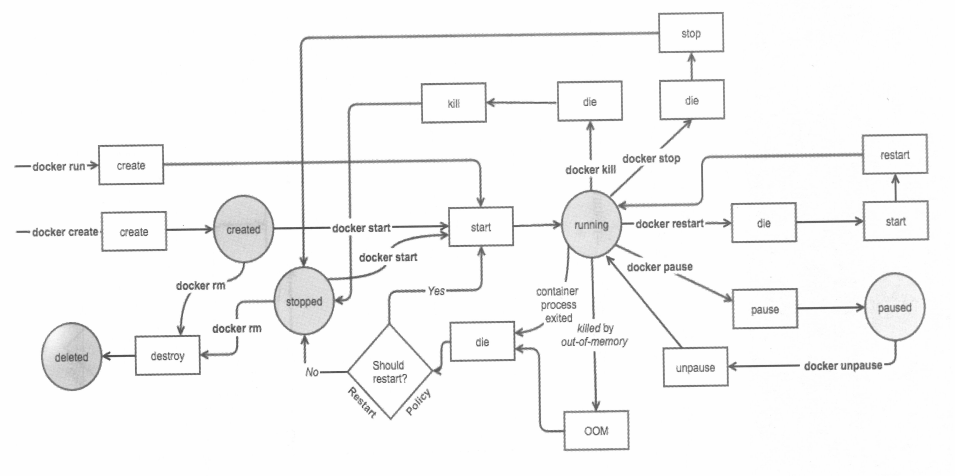 stop
kill
die
die
docker run
create
docker kill
docker stop
restart
docker create
create
created
docker start
start
running
docker restart
die
start
docker start
docker pause
docker rm
stopped
Yes
container
process
exited
pause
paused
docker rm
killed by
out-of-memory
deleted
destroy
No
Should
restart?
Restart
Policy
die
unpause
docker unpause
OOM